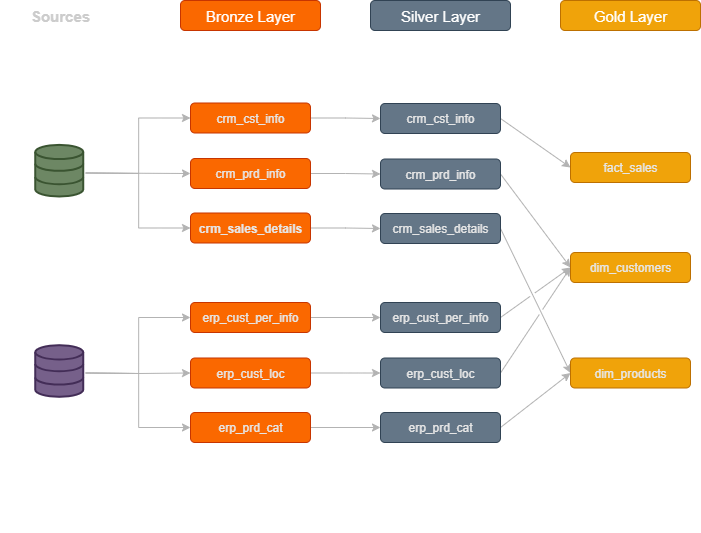 Sources
Bronze Layer
Silver Layer
Gold Layer
crm_cst_info
crm_cst_info
fact_sales
crm_prd_info
crm_prd_info
crm_sales_details
crm_sales_details
dim_customers
erp_cust_per_info
erp_cust_per_info
erp_cust_loc
erp_cust_loc
dim_products
erp_prd_cat
erp_prd_cat